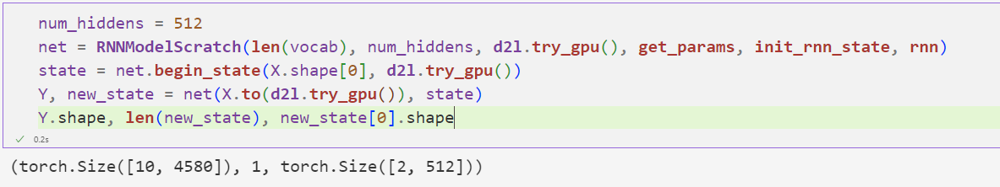 num_hiddens = 512
net = RNNModelScratch(len(vocab), num_hiddens, d2l.try_gpu(), get_params, init_rnn_state, rnn)
state = net.begin_state(X.shape[0], d2l.try_gpu())
Y, new_state = net(X.to(d2l.try_gpu()), state)
Y.shape, len(new_state), new_state[0].shape
✓ 0.2s
(torch.Size([10, 4580]), 1, torch.Size([2, 512]))